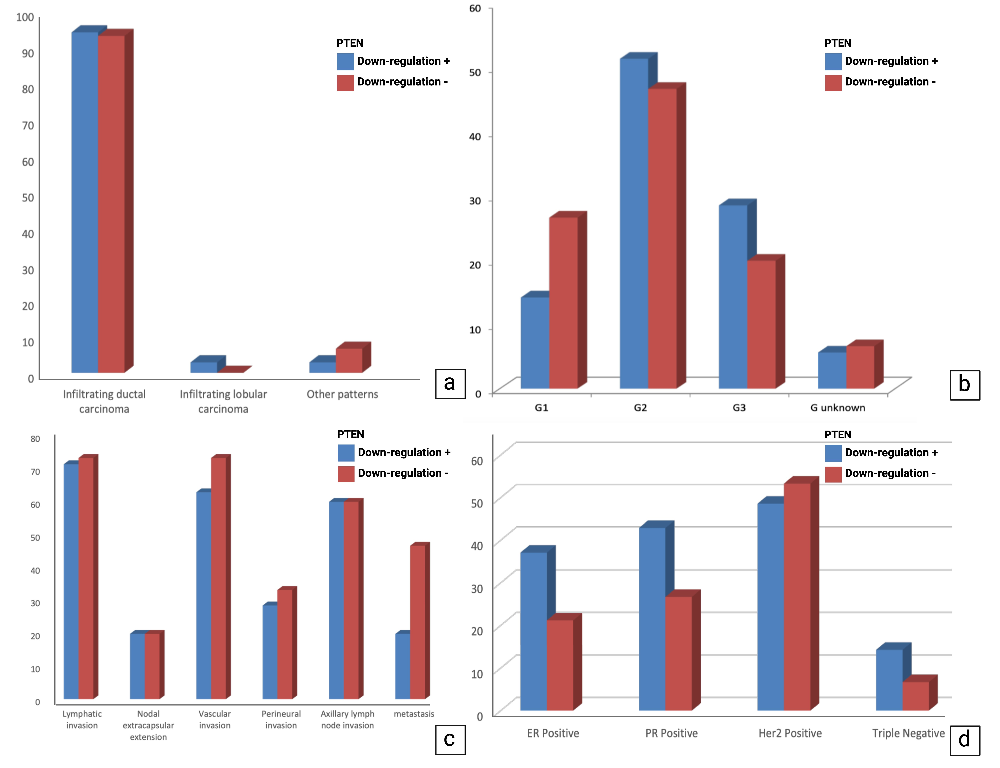 100
90
80
70
60
50
40
30
20
10
0
PTEN
Down-regulation +
Down-regulation -
Infiltrating ductal
carcinoma
Infiltrating lobular
carcinoma
Other patterns
a
60
50
40
30
20
10
0
PTEN
Down-regulation +
Down-regulation -
G1
G2
G3
G unknown
b
80
70
60
50
40
30
20
10
0
PTEN
Down-regulation +
Down-regulation -
Lymphatic
invasion
Nodal
extracapsular
extension
Vascular
invasion
Perineural
invasion
Axillary lymph
node invasion
metastasis
c
60
50
40
30
20
10
0
PTEN
Down-regulation +
Down-regulation -
ER Positive
PR Positive
Her2 Positive
Triple Negative
d